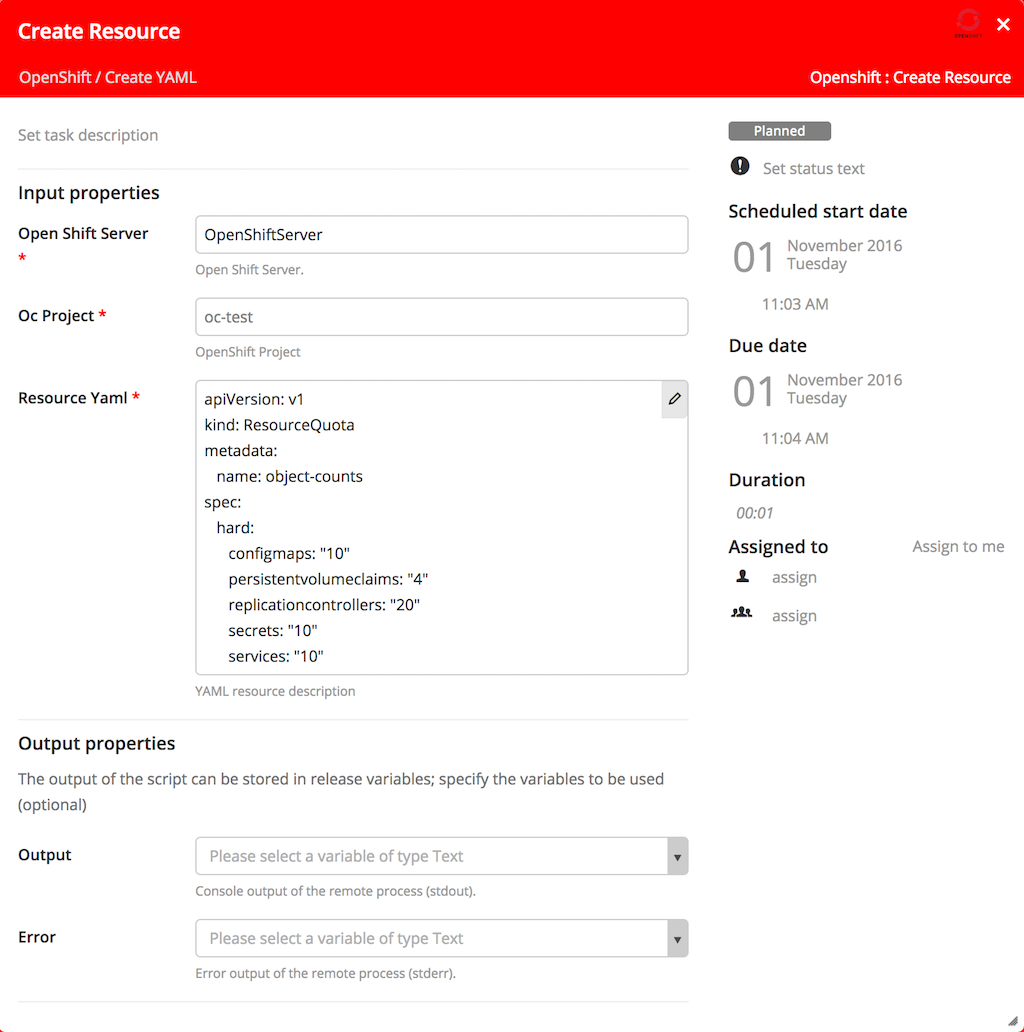 Create Resource
OPENSHIFT
OpenShift / Create YAML
Openshift : Create Resource
Set task description
Input properties
Open Shift Server
*
OpenShiftServer
Open Shift Server.
Oc Project *
oc-test
OpenShift Project
Resource Yaml *
apiVersion: v1
kind: ResourceQuota
metadata:
  name: object-counts
spec:
  hard:
    configmaps: "10"
    persistentvolumeclaims: "4"
    replicationcontrollers: "20"
    secrets: "10"
    services: "10"
YAML resource description
Output properties
The output of the script can be stored in release variables; specify the variables to be used
(optional)
Output
Please select a variable of type Text
Console output of the remote process (stdout).
Error
Please select a variable of type Text
Error output of the remote process (stderr).
Planned
Set status text
Scheduled start date
01
November 2016
Tuesday
11:03 AM
Due date
01
November 2016
Tuesday
11:04 AM
Duration
00:01
Assigned to
Assign to me
assign
assign